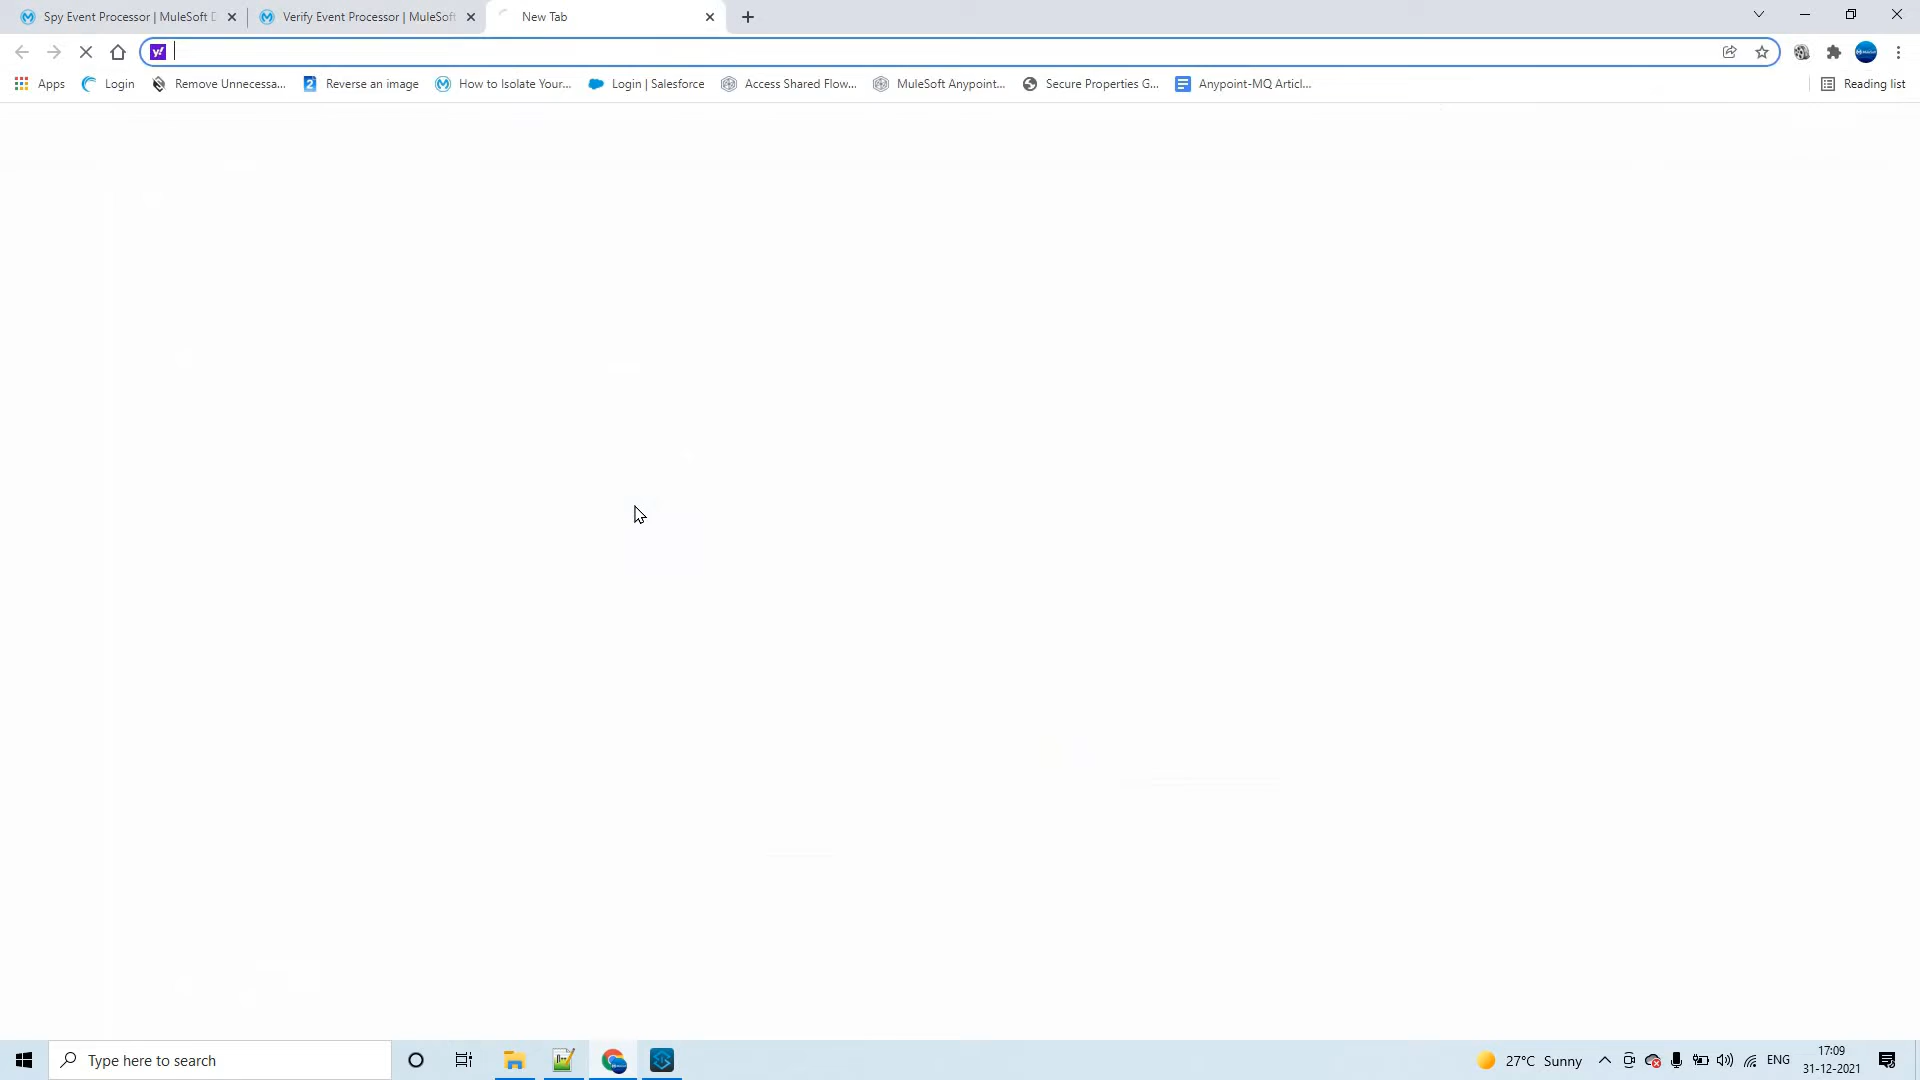 Spy Event Processor | MuleSoft D
Verify Event Processor | MuleSoft
New Tab
y!
Apps
Login
Remove Unnecessa...
2
Reverse an image
How to Isolate Your...
Login | Salesforce
Access Shared Flow...
MuleSoft Anypoint...
Secure Properties G...
Anypoint-MQ Articl...
Reading list
Type here to search
27°C Sunny
ENG
17:09
31-12-2021